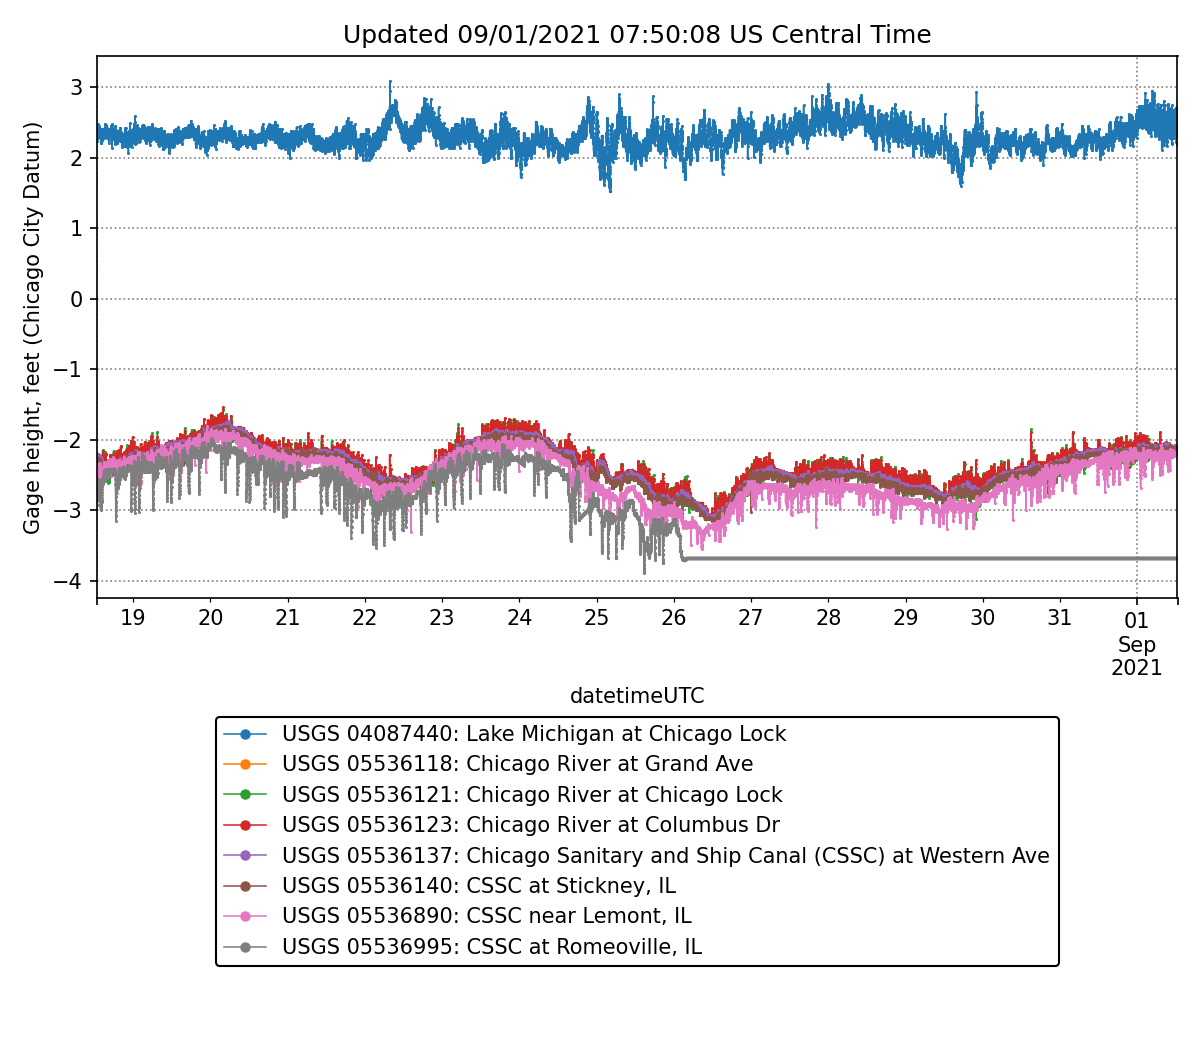 Updated 09/01/2021 07:50:08 US Central Time
Gage height, feet (Chicago City Datum)
3
2
1
0
−1
−2
−3
−4
19 20 21 22 23 24 25 26 27 28 29 30 31 01
Sep
2021
datetimeUTC
USGS 04087440: Lake Michigan at Chicago Lock
USGS 05536118: Chicago River at Grand Ave
USGS 05536121: Chicago River at Chicago Lock
USGS 05536123: Chicago River at Columbus Dr
USGS 05536137: Chicago Sanitary and Ship Canal (CSSC) at Western Ave
USGS 05536140: CSSC at Stickney, IL
USGS 05536890: CSSC near Lemont, IL
USGS 05536995: CSSC at Romeoville, IL